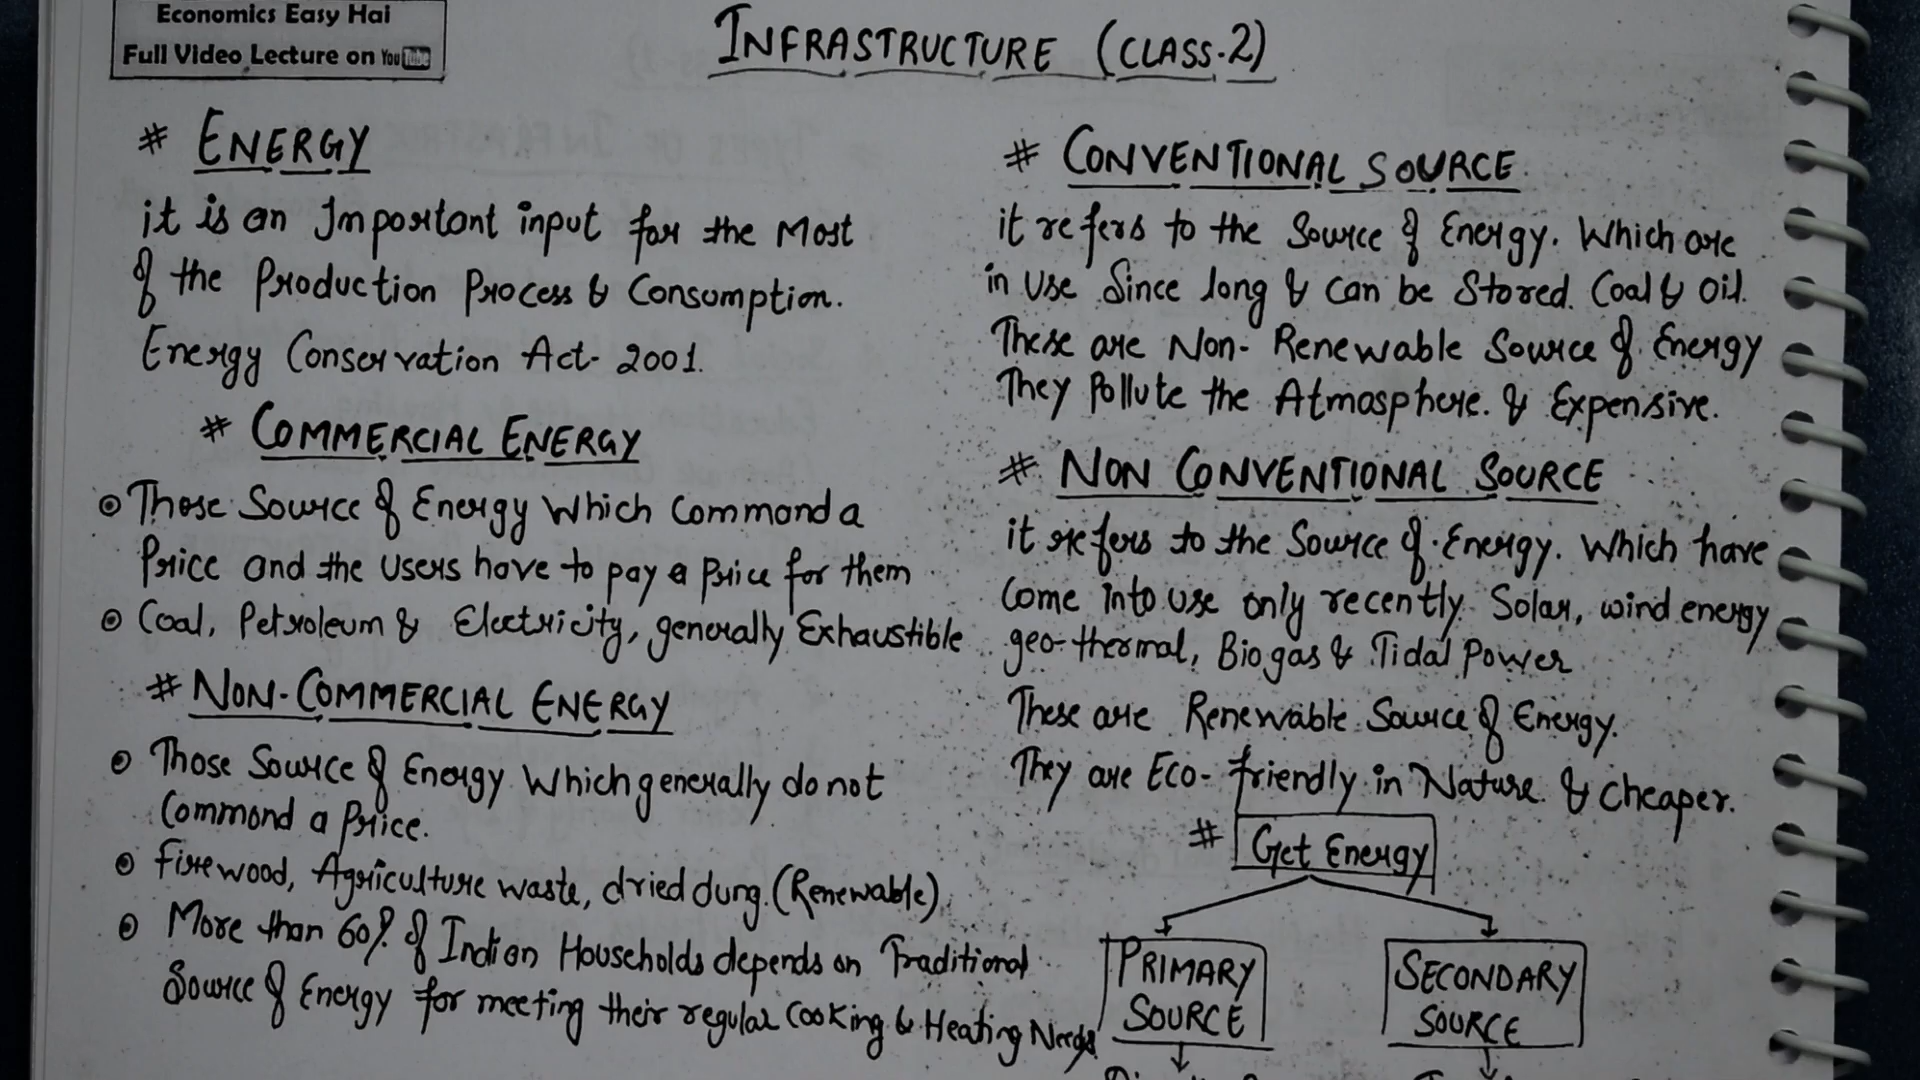 Economics Easy Hai
Full Video Lecture on YouTube
INFRASTRUCTURE (CLASS-2)
# ENERGY
it is an Important input for the Most
of the Production Process & Consumption.
Energy Conservation Act- 2001.
# COMMERCIAL ENERGY
Those Source of Energy Which Command a
Price and the users have to pay a Price for them
Coal, Petroleum & Electricity, generally Exhaustible
# NON-COMMERCIAL ENERGY
Those Source of Energy Which generally do not
Command a Price.
Firewood, Agriculture waste, dried dung. (Renewable)
More than 60% of Indian Households depends on Traditional
Source of Energy for meeting their regular Cooking & Heating Needs
# CONVENTIONAL SOURCE
it refers to the Source of Energy. Which are
in Use Since long & can be Stored. Coal & Oil.
These are Non- Renewable Source of Energy
They Pollute the Atmosphere. & Expensive.
# NON CONVENTIONAL SOURCE
it refers to the Source of Energy. Which have
Come into use only recently. Solar, wind energy
geo-thermal, Biogas & Tidal Power
These are Renewable Source of Energy.
They are Eco- friendly in Nature & Cheaper.
# Get Energy
PRIMARY
SOURCE
SECONDARY
SOURCE